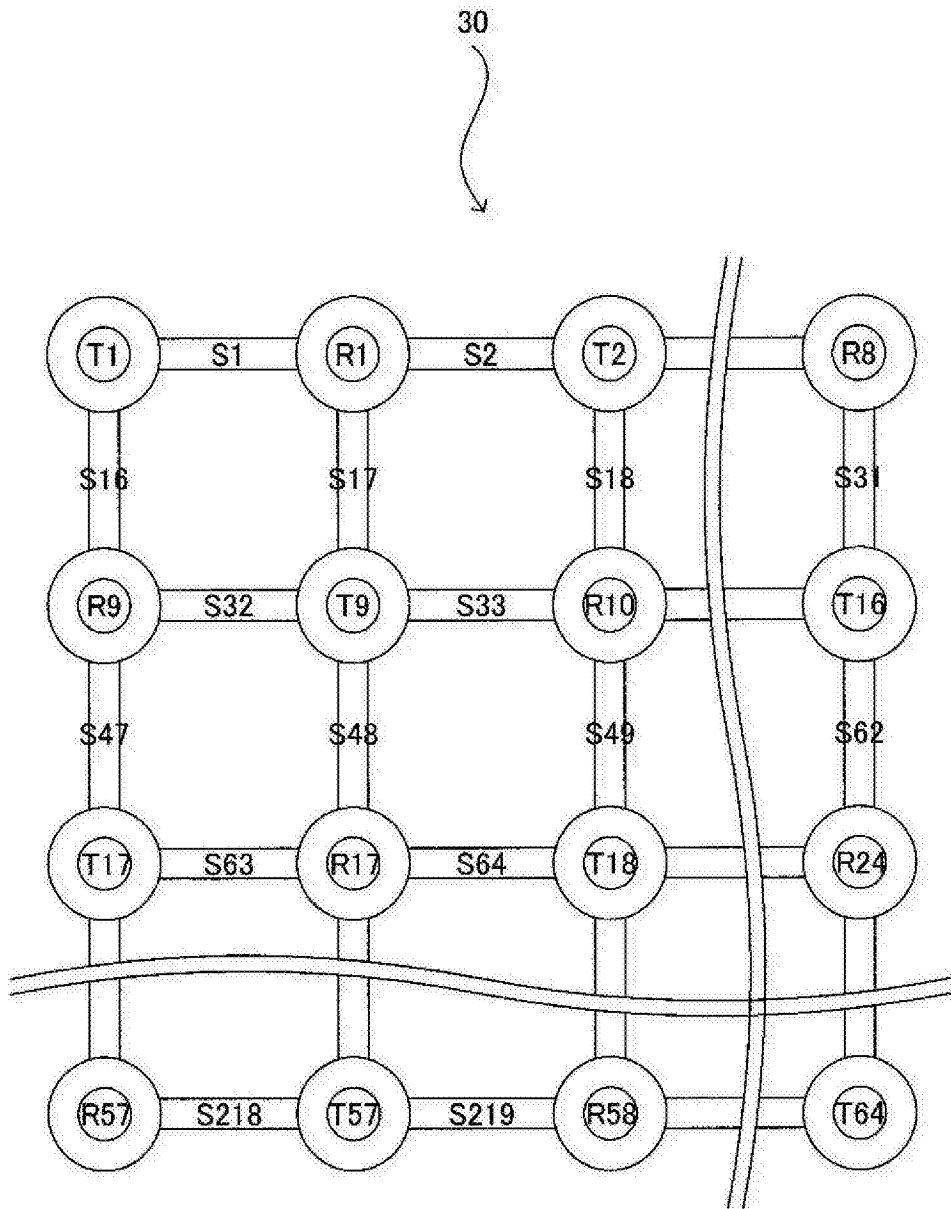 30
T1 S1 R1 S2 T2 R8
S16 S17 S18 S31
R9 S32 T9 S33 R10 T16
S47 S48 S49 S62
T17 S63 R17 S64 T18 R24
R57 S218 T57 S219 R58 T64